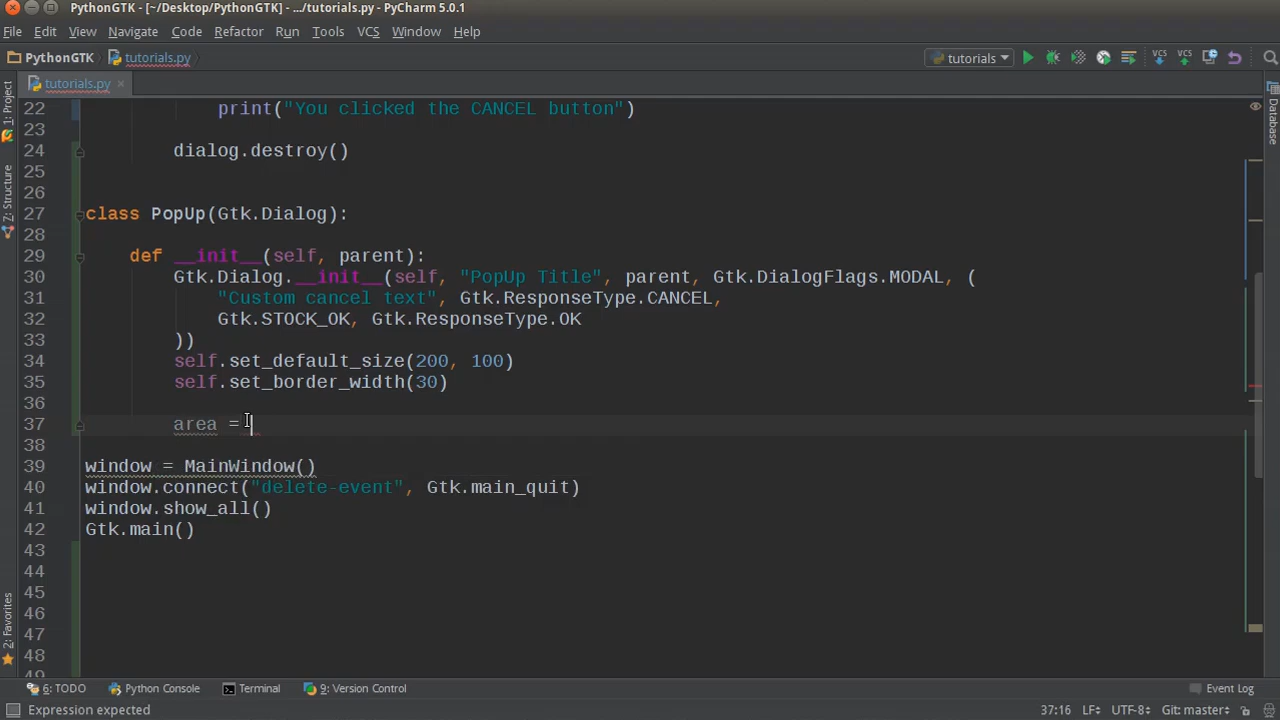 PythonGTK - [~/Desktop/PythonGTK] - .../tutorials.py - PyCharm 5.0.1
File Edit View Navigate Code Refactor Run Tools VCS Window Help
PythonGTK tutorials.py tutorials VCS VCS
tutorials.py
1: Project
Z: Structure
2: Favorites
Database
22 print("You clicked the CANCEL button")
23
24 dialog.destroy()
25
26
27 class PopUp(Gtk.Dialog):
28
29 def __init__(self, parent):
30 Gtk.Dialog.__init__(self, "PopUp Title", parent, Gtk.DialogFlags.MODAL, (
31 "Custom cancel text", Gtk.ResponseType.CANCEL,
32 Gtk.STOCK_OK, Gtk.ResponseType.OK
33 ))
34 self.set_default_size(200, 100)
35 self.set_border_width(30)
36
37 area =
38
39 window = MainWindow()
40 window.connect("delete-event", Gtk.main_quit)
41 window.show_all()
42 Gtk.main()
43
44
45
46
47
48
49
6: TODO Python Console Terminal 9: Version Control Event Log
Expression expected 37:16 LF UTF-8 Git: master